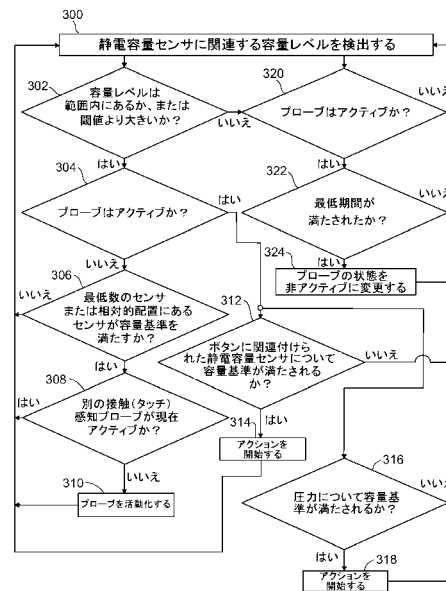 300
静電容量センサに関連する容量レベルを検出する
302
容量レベルは
範囲内にあるか、または
閾値より大きいか?
いいえ
はい
320
プローブはアクティブか?
いいえ
はい
304
プローブはアクティブか?
はい
いいえ
322
最低期間が
満たされたか?
いいえ
はい
324
プローブの状態を
非アクティブに変更する
306
最低数のセンサ
または相対的配置にある
センサが容量基準を
満たすか?
いいえ
はい
312
ボタンに関連付けら
れた静電容量センサについて
容量基準が満たされる
か?
いいえ
はい
308
別の接触(タッチ)
感知プローブが現在
アクティブか?
はい
いいえ
314
アクションを
開始する
310
プローブを活動化する
316
圧力について容量基
準が満たされるか?
いいえ
はい
318
アクションを
開始する